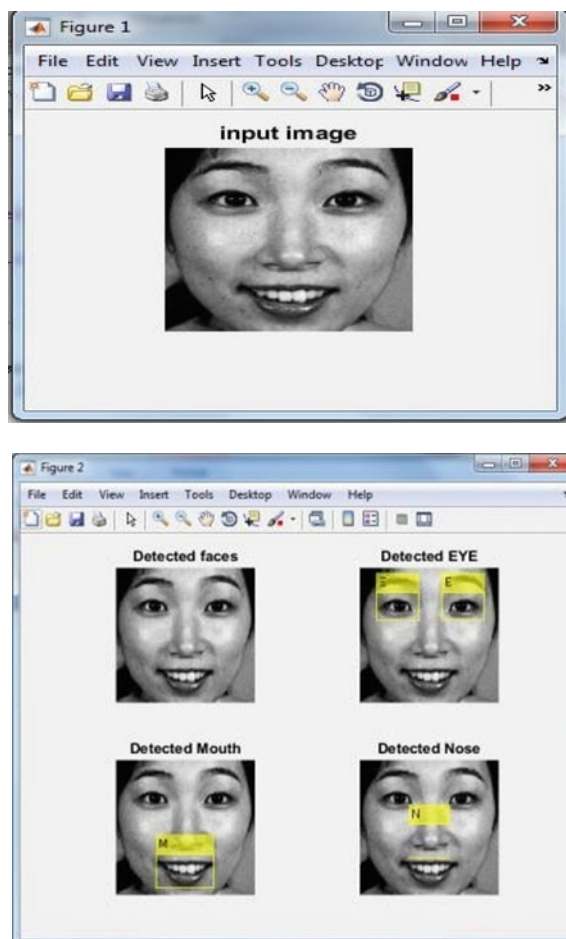 Figure 1
File Edit View Insert Tools Desktop Window Help
input image
Figure 2
File Edit View Insert Tools Desktop Window Help
Detected faces Detected EYE
E E
Detected Mouth Detected Nose
M N